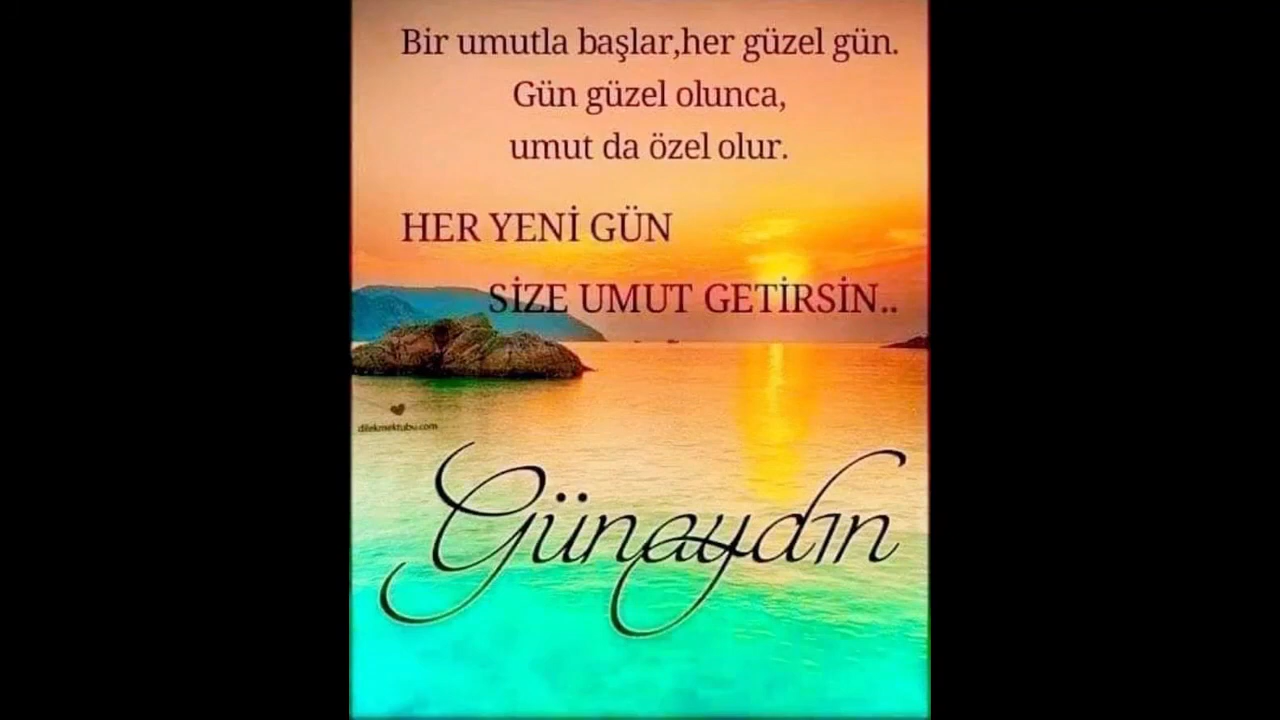 Bir umutla başlar,her güzel gün.
Gün güzel olunca,
umut da özel olur.
HER YENİ GÜN
SİZE UMUT GETİRSİN..
dilekmektubu.com
Günaydın